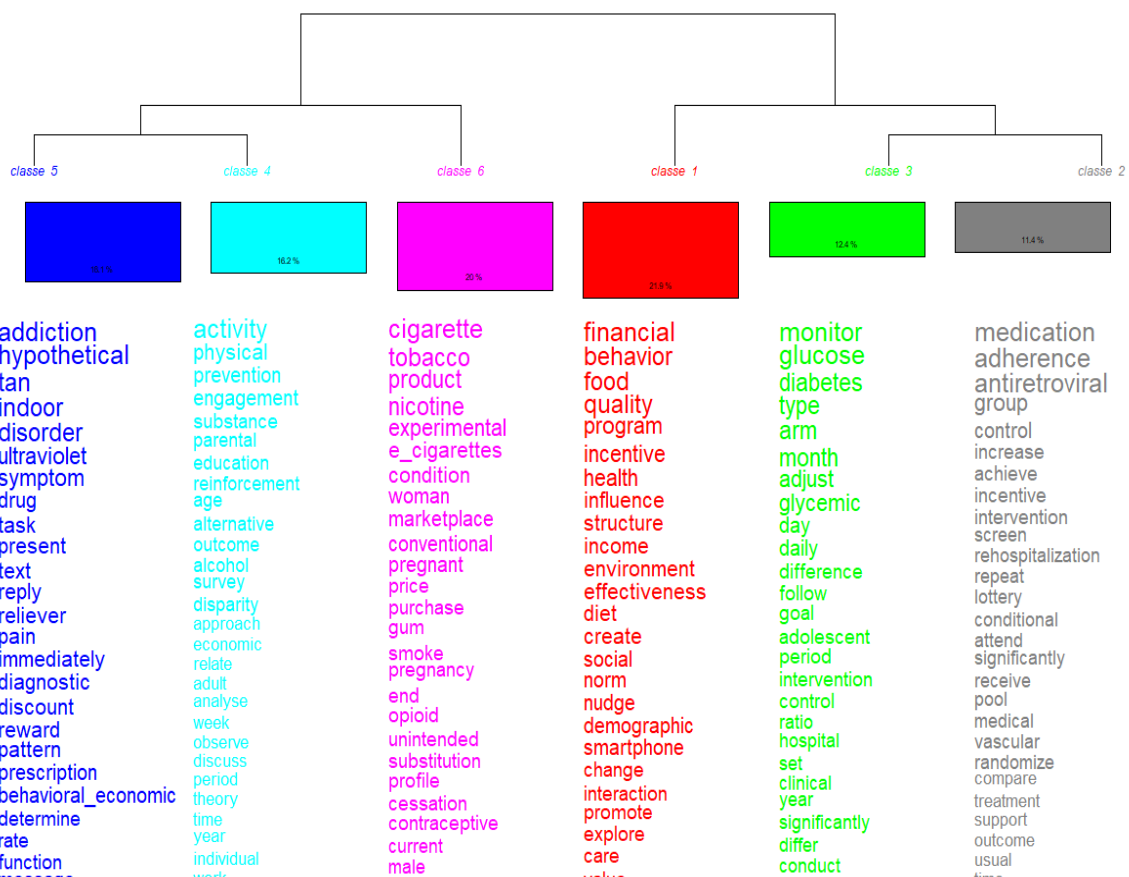 classe 5
classe 4
classe 6
classe 1
classe 3
classe 2
18.1 %
16.2 %
20 %
21.9 %
12.4 %
11.4 %
addiction
hypothetical
tan
indoor
disorder
ultraviolet
symptom
drug
task
present
text
reply
reliever
pain
immediately
diagnostic
discount
reward
pattern
prescription
behavioral_economic
determine
rate
function
activity
physical
prevention
engagement
substance
parental
education
reinforcement
age
alternative
outcome
alcohol
survey
disparity
approach
economic
relate
adult
analyse
week
observe
discuss
period
theory
time
year
individual
cigarette
tobacco
product
nicotine
experimental
e_cigarettes
condition
woman
marketplace
conventional
pregnant
price
purchase
gum
smoke
pregnancy
end
opioid
unintended
substitution
profile
cessation
contraceptive
current
male
financial
behavior
food
quality
program
incentive
health
influence
structure
income
environment
effectiveness
diet
create
social
norm
nudge
demographic
smartphone
change
interaction
promote
explore
care
monitor
glucose
diabetes
type
arm
month
adjust
glycemic
day
daily
difference
follow
goal
adolescent
period
intervention
control
ratio
hospital
set
clinical
year
significantly
differ
conduct
medication
adherence
antiretroviral
group
control
increase
achieve
incentive
intervention
screen
rehospitalization
repeat
lottery
conditional
attend
significantly
receive
pool
medical
vascular
randomize
compare
treatment
support
outcome
usual